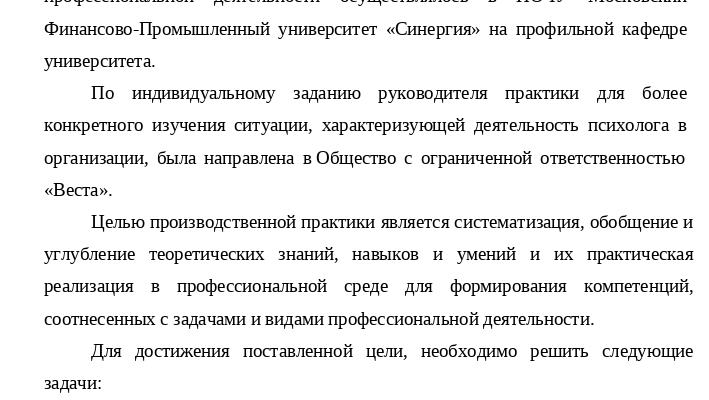 профессиональной деятельности осуществлялось в
Финансово-Промышленный университет «Синергия» на профильной кафедре
университета.
По индивидуальному заданию руководителя практики для более
конкретного изучения ситуации, характеризующей деятельность психолога в
организации, была направлена в Общество с ограниченной ответственностью
«Веста».
Целью производственной практики является систематизация, обобщение и
углубление теоретических знаний, навыков и умений и их практическая
реализация в профессиональной среде для формирования компетенций,
соотнесенных с задачами и видами профессиональной деятельности.
Для достижения поставленной цели, необходимо решить следующие
задачи: